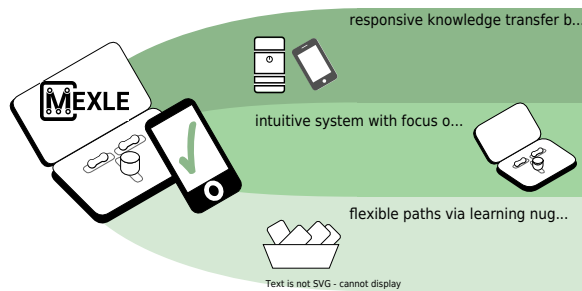 responsive knowledge transfer b...
MEXLE
intuitive system with focus o...
flexible paths via learning nug...
Text is not SVG - cannot display